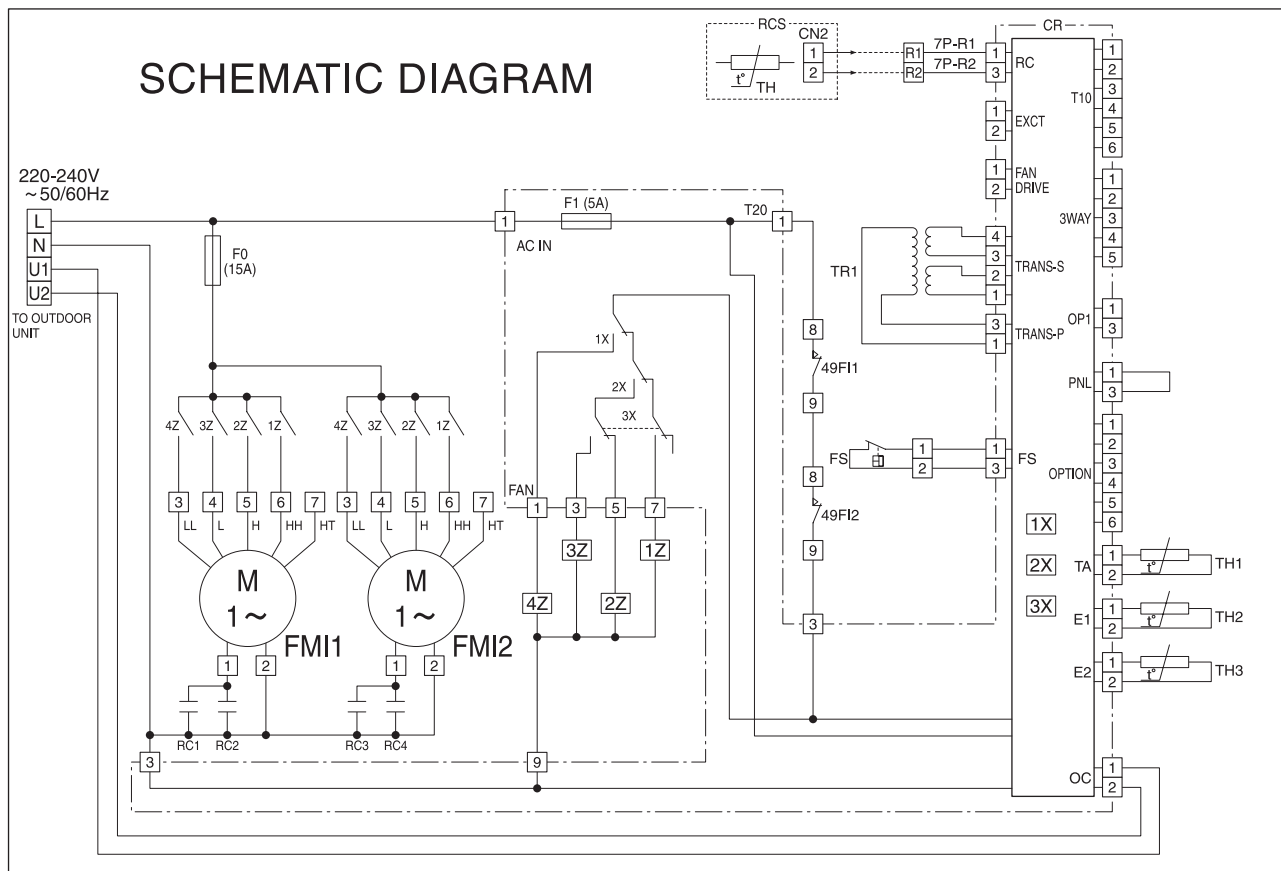 SCHEMATIC DIAGRAM
RCS
CN2
1
2
t°
TH
R1
R2
7P-R1
7P-R2
CR
1
3
RC
1
2
EXCT
1
2
FAN
DRIVE
4
3
2
1
TRANS-S
3
1
TRANS-P
TR1
1
3
FS
FS
1
2
1X
2X
3X
T10
1
2
3
4
5
6
3WAY
1
2
3
4
5
OP1
1
3
PNL
1
3
OPTION
1
2
3
4
5
6
TA
1
2
t°
TH1
E1
1
2
t°
TH2
E2
1
2
t°
TH3
OC
1
2
220-240V
~50/60Hz
L
N
U1
U2
TO OUTDOOR
UNIT
F0
(15A)
1
AC IN
F1 (5A)
T20
1
8
49FI1
9
8
49FI2
9
3
1X
2X
3X
FAN
1
3
5
7
3Z
1Z
4Z
2Z
9
4Z
3Z
2Z
1Z
4Z
3Z
2Z
1Z
3
4
5
6
7
3
4
5
6
7
LL
L
H
HH
HT
LL
L
H
HH
HT
M
1~
FMI1
M
1~
FMI2
1
2
1
2
RC1
RC2
RC3
RC4
3